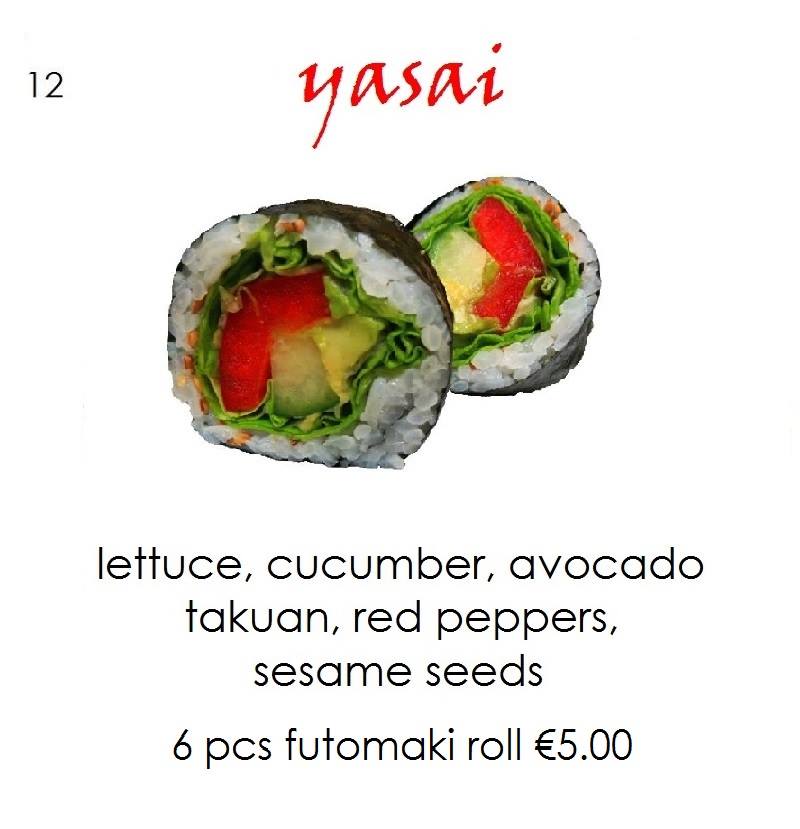 12
yasai
lettuce, cucumber, avocado
takuan, red peppers,
sesame seeds
6 pcs futomaki roll €5.00